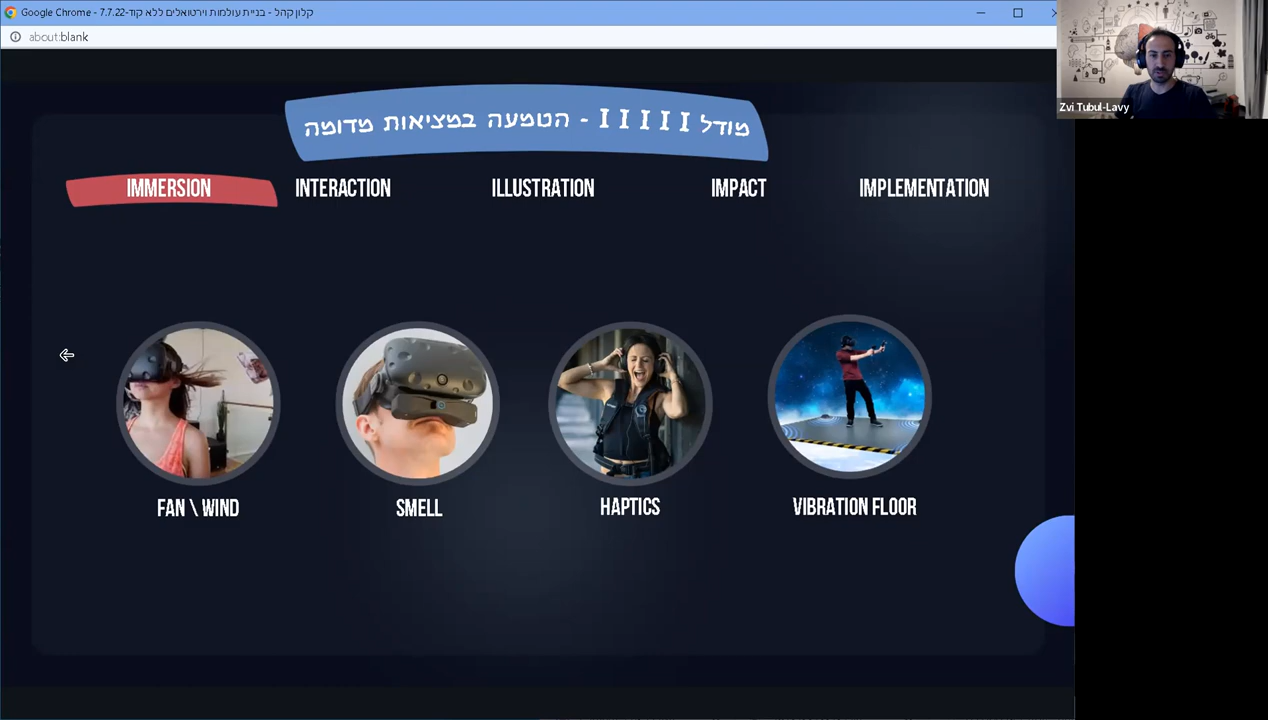 קלון קהל - בניית עולמות וירטואלים ללא קוד-7.7.22 - Google Chrome
about:blank
Zvi Tubul-Lavy
מודל I I I I I - הטמעה במציאות מדומה
IMMERSION INTERACTION ILLUSTRATION IMPACT IMPLEMENTATION
FAN \ WIND SMELL HAPTICS VIBRATION FLOOR